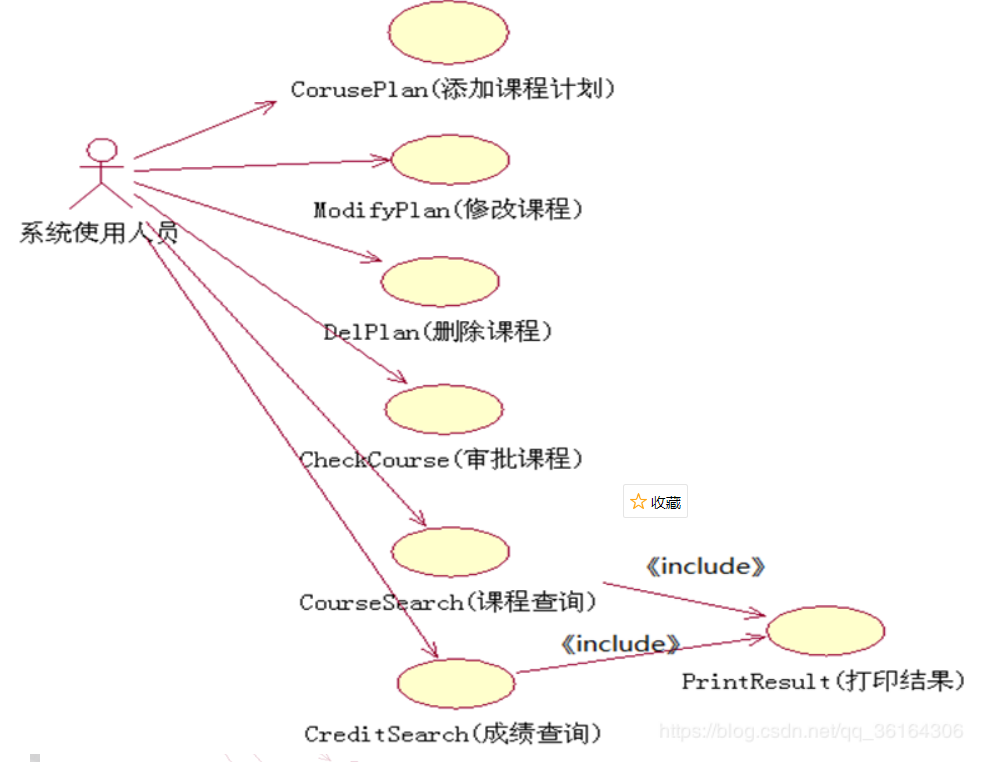 CorusePlan(添加课程计划)
ModifyPlan(修改课程)
系统使用人员
DelPlan(删除课程)
CheckCourse(审批课程)
☆ 收藏
《include》
CourseSearch(课程查询)
《include》
PrintResult(打印结果)
CreditSearch(成绩查询)
https://blog.csdn.net/qq_36164306